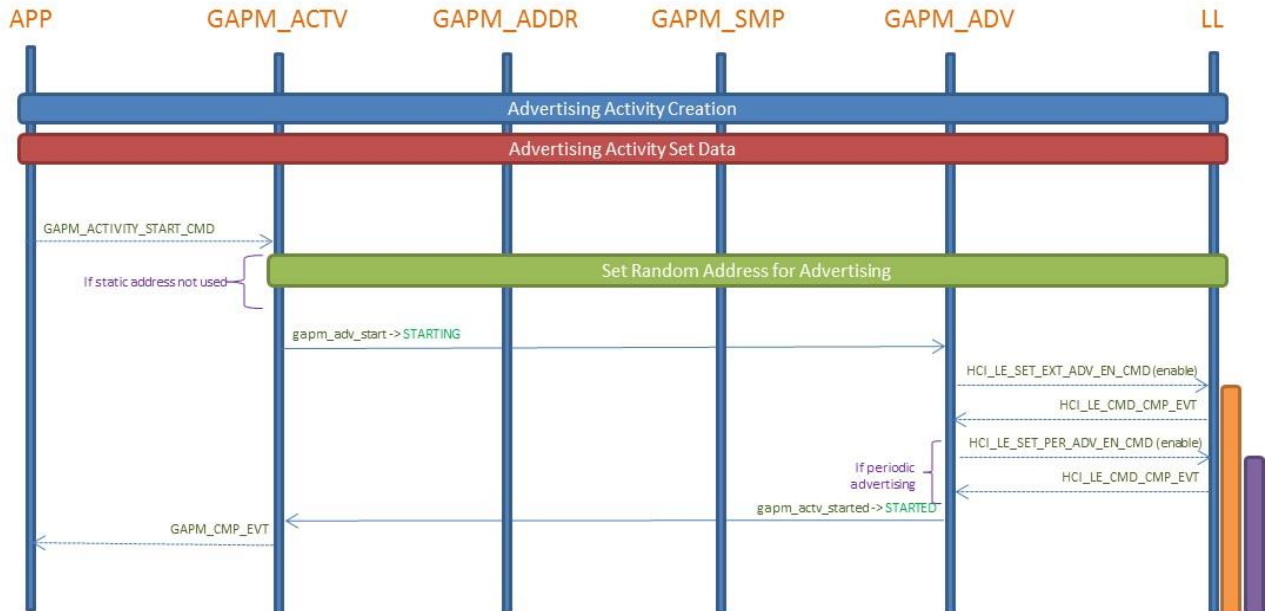 APP GAPM_ACTV GAPM_ADDR GAPM_SMP GAPM_ADV LL
Advertising Activity Creation
Advertising Activity Set Data
GAPM_ACTIVITY_START_CMD
If static address not used
Set Random Address for Advertising
gapm_adv_start -> STARTING
HCI_LE_SET_EXT_ADV_EN_CMD (enable)
HCI_LE_CMD_CMP_EVT
HCI_LE_SET_PER_ADV_EN_CMD (enable)
If periodic
advertising
HCI_LE_CMD_CMP_EVT
gapm_actv_started -> STARTED
GAPM_CMP_EVT